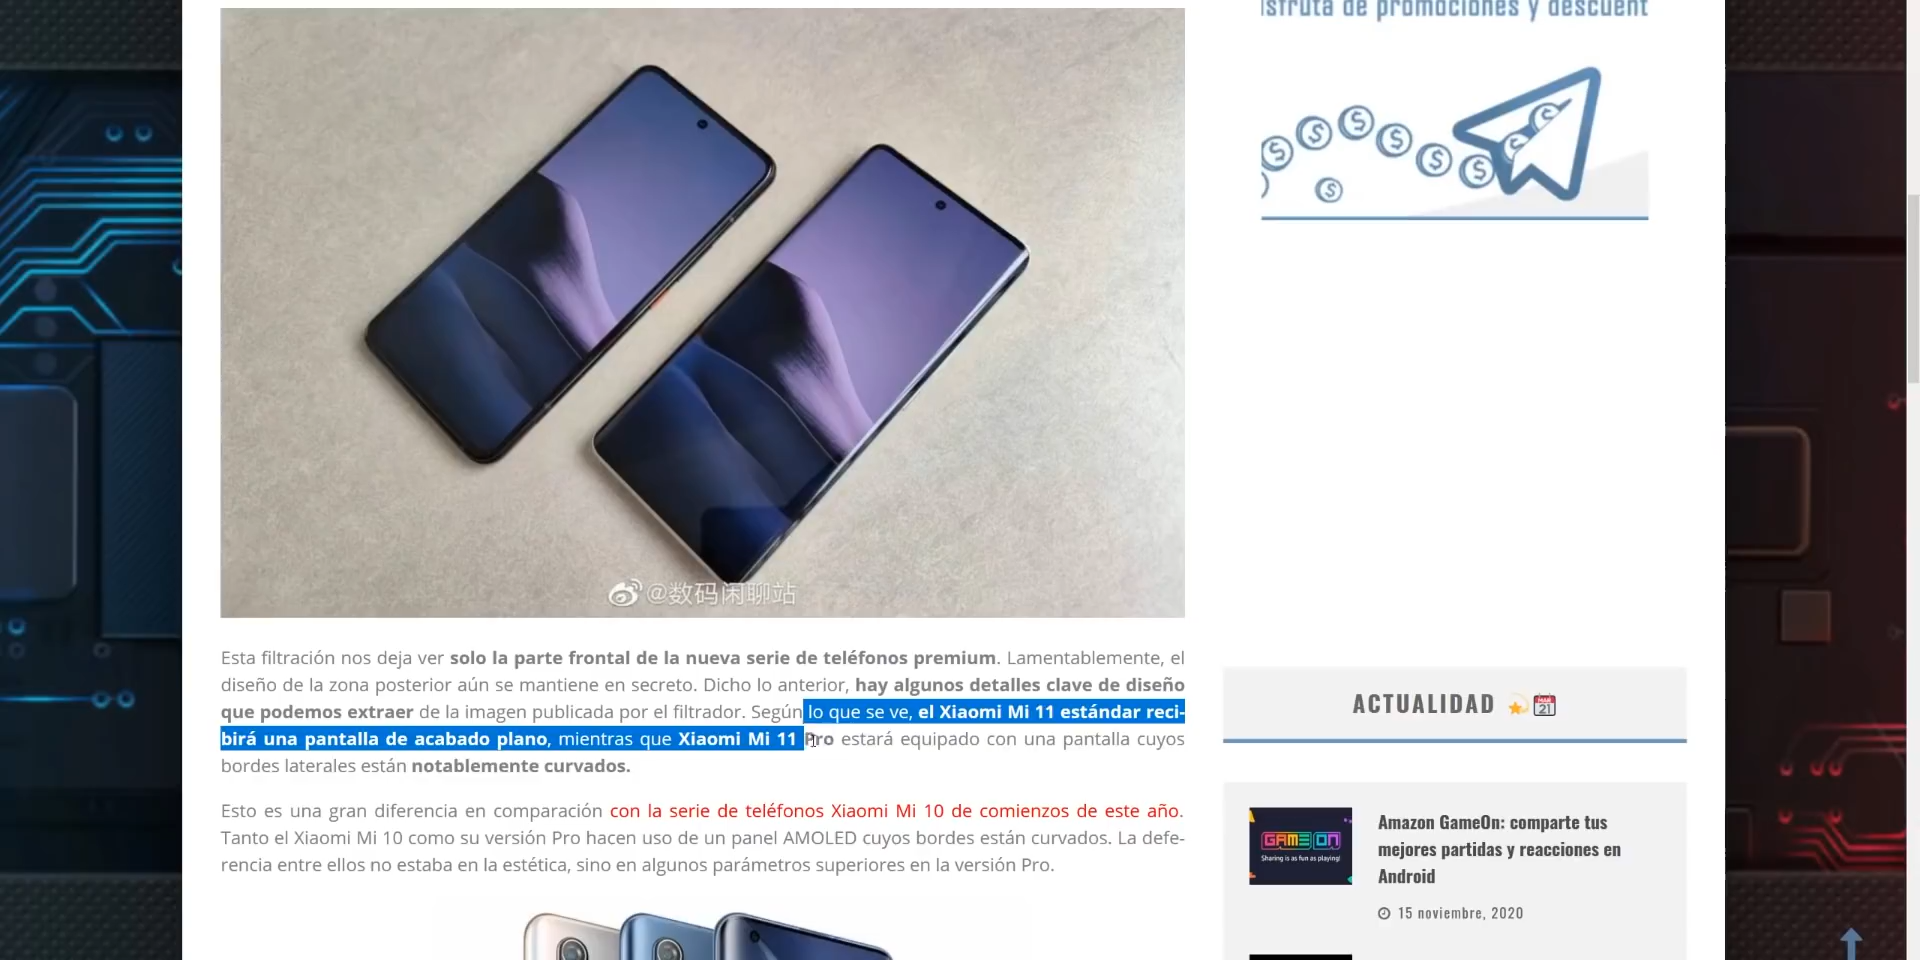 isfruta de promociones y descuent
@数码闲聊站
Esta filtración nos deja ver solo la parte frontal de la nueva serie de teléfonos premium. Lamentablemente, el
diseño de la zona posterior aún se mantiene en secreto. Dicho lo anterior, hay algunos detalles clave de diseño
que podemos extraer de la imagen publicada por el filtrador. Según lo que se ve, el Xiaomi Mi 11 estándar reci-
birá una pantalla de acabado plano, mientras que Xiaomi Mi 11 Pro estará equipado con una pantalla cuyos
bordes laterales están notablemente curvados.
Esto es una gran diferencia en comparación con la serie de teléfonos Xiaomi Mi 10 de comienzos de este año.
Tanto el Xiaomi Mi 10 como su versión Pro hacen uso de un panel AMOLED cuyos bordes están curvados. La defe-
rencia entre ellos no estaba en la estética, sino en algunos parámetros superiores en la versión Pro.
ACTUALIDAD
GAMEON
Sharing is as fun as playing!
Amazon GameOn: comparte tus
mejores partidas y reacciones en
Android
15 noviembre, 2020